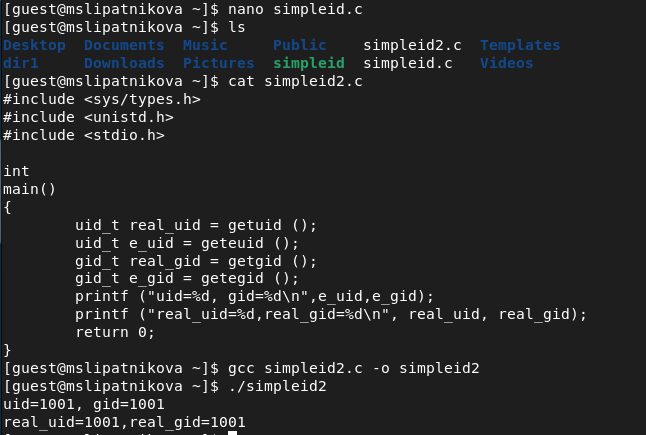 [guest@mslipatnikova ~]$ nano simpleid.c
[guest@mslipatnikova ~]$ ls
Desktop  Documents  Music     Public    simpleid2.c  Templates
dir1     Downloads  Pictures  simpleid  simpleid.c   Videos
[guest@mslipatnikova ~]$ cat simpleid2.c
#include <sys/types.h>
#include <unistd.h>
#include <stdio.h>

int
main()
{
        uid_t real_uid = getuid ();
        uid_t e_uid = geteuid ();
        gid_t real_gid = getgid ();
        gid_t e_gid = getegid ();
        printf ("uid=%d, gid=%d\n",e_uid,e_gid);
        printf ("real_uid=%d,real_gid=%d\n", real_uid, real_gid);
        return 0;
}
[guest@mslipatnikova ~]$ gcc simpleid2.c -o simpleid2
[guest@mslipatnikova ~]$ ./simpleid2
uid=1001, gid=1001
real_uid=1001,real_gid=1001
[guest@mslipatnikova ~]$